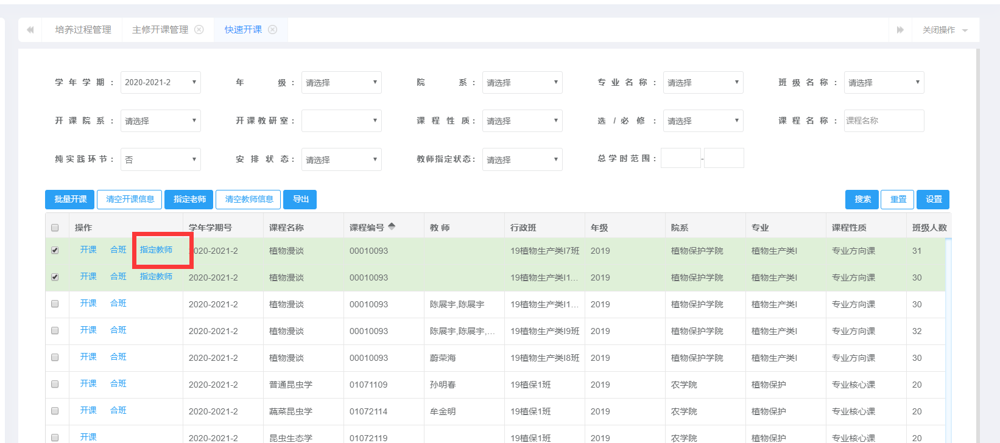 培养过程管理 主修开课管理 快速开课 关闭操作
学年学期: 2020-2021-2 年级: 请选择 院系: 请选择 专业名称: 请选择 班级名称: 请选择
开课院系: 请选择 开课教研室: 课程性质: 请选择 选/必修: 请选择 课程名称: 课程名称
纯实践环节: 否 安排状态: 请选择 教师指定状态: 请选择 总学时范围: -
批量开课 清空开课信息 指定老师 清空教师信息 导出 搜索 重置 设置
操作 学年学期号 课程名称 课程编号 教师 行政班 年级 院系 专业 课程性质 班级人数
开课 合班 指定教师 2020-2021-2 植物漫谈 00010093 19植物生产类I7班 2019 植物保护学院 植物生产类I 专业方向课 31
开课 合班 指定教师 2020-2021-2 植物漫谈 00010093 19植物生产类I1... 2019 植物保护学院 植物生产类I 专业方向课 30
开课 合班 2020-2021-2 植物漫谈 00010093 陈展宇,陈展宇 19植物生产类I1... 2019 植物保护学院 植物生产类I 专业方向课 30
开课 合班 2020-2021-2 植物漫谈 00010093 陈展宇,陈展宇,... 19植物生产类I9班 2019 植物保护学院 植物生产类I 专业方向课 32
开课 合班 2020-2021-2 植物漫谈 00010093 蔚荣海 19植物生产类I8班 2019 植物保护学院 植物生产类I 专业方向课 30
开课 合班 2020-2021-2 普通昆虫学 01071109 孙明春 19植保1班 2019 农学院 植物保护 专业核心课 20
开课 合班 2020-2021-2 蔬菜昆虫学 01072114 牟金明 19植保1班 2019 农学院 植物保护 专业核心课 20
开课 2020-2021-2 昆虫生态学 01072119 19植保1班 2019 农学院 植物保护 专业核心课 20